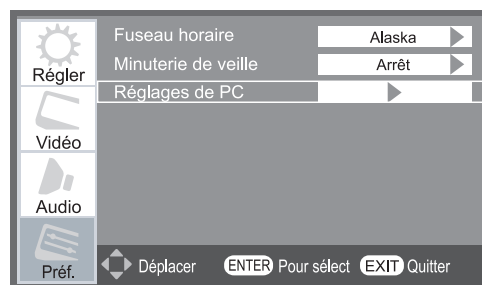 Régler
Vidéo
Audio
Préf.
Fuseau horaire Alaska
Minuterie de veille Arrêt
Réglages de PC
Déplacer ENTER Pour sélect EXIT Quitter